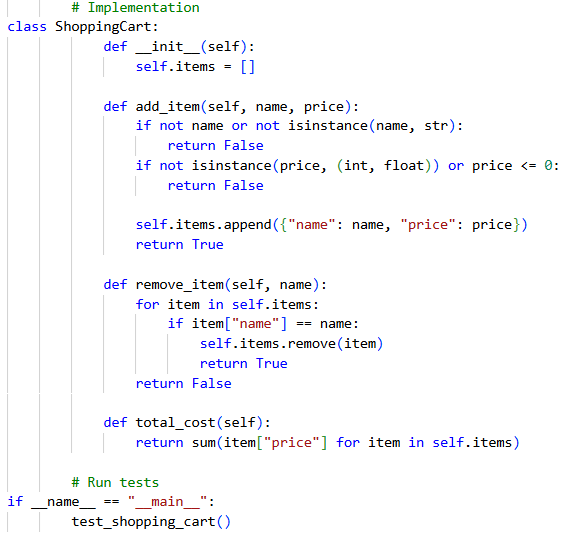 # Implementation
class ShoppingCart:
            def __init__(self):
                self.items = []

            def add_item(self, name, price):
                if not name or not isinstance(name, str):
                    return False
                if not isinstance(price, (int, float)) or price <= 0:
                    return False

                self.items.append({"name": name, "price": price})
                return True

            def remove_item(self, name):
                for item in self.items:
                    if item["name"] == name:
                        self.items.remove(item)
                        return True
                return False

            def total_cost(self):
                return sum(item["price"] for item in self.items)

        # Run tests
if __name__ == "__main__":
        test_shopping_cart()